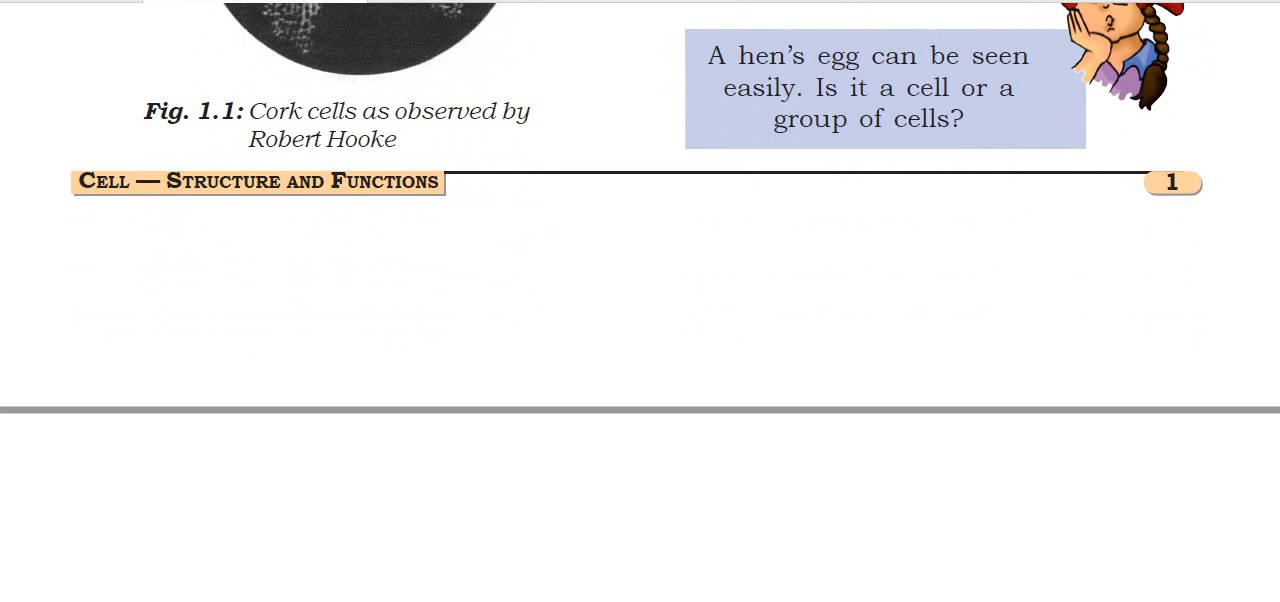 Fig. 1.1: Cork cells as observed by
Robert Hooke
A hen's egg can be seen
easily. Is it a cell or a
group of cells?
CELL — STRUCTURE AND FUNCTIONS
1